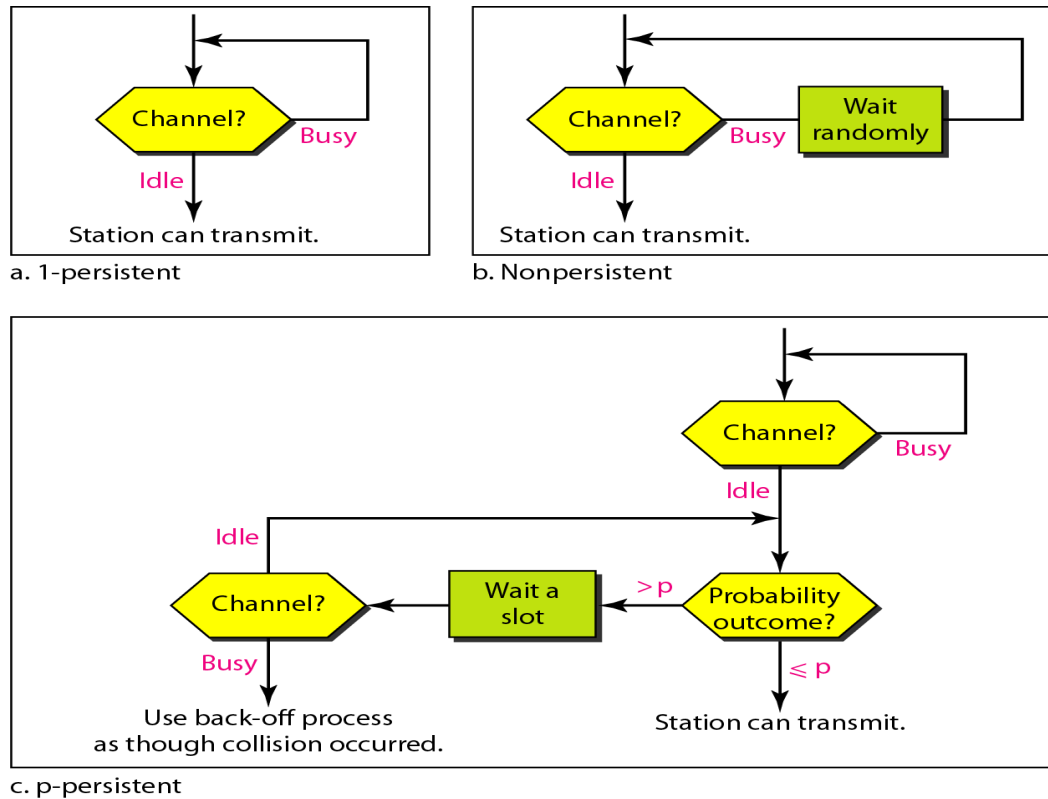 Channel?
Busy
Idle
Station can transmit.
a. 1-persistent
Channel?
Busy
Wait
randomly
Idle
Station can transmit.
b. Nonpersistent
Channel?
Busy
Idle
Idle
Channel?
Wait a
slot
>p
Probability
outcome?
Busy
⩽ p
Use back-off process
as though collision occurred.
Station can transmit.
c. p-persistent